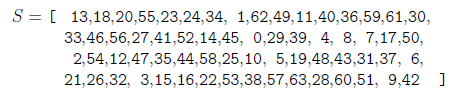 S = [ 13,18,20,55,23,24,34, 1,62,49,11,40,36,59,61,30,
33,46,56,27,41,52,14,45, 0,29,39, 4, 8, 7,17,50,
2,54,12,47,35,44,58,25,10, 5,19,48,43,31,37, 6,
21,26,32, 3,15,16,22,53,38,57,63,28,60,51, 9,42 ]